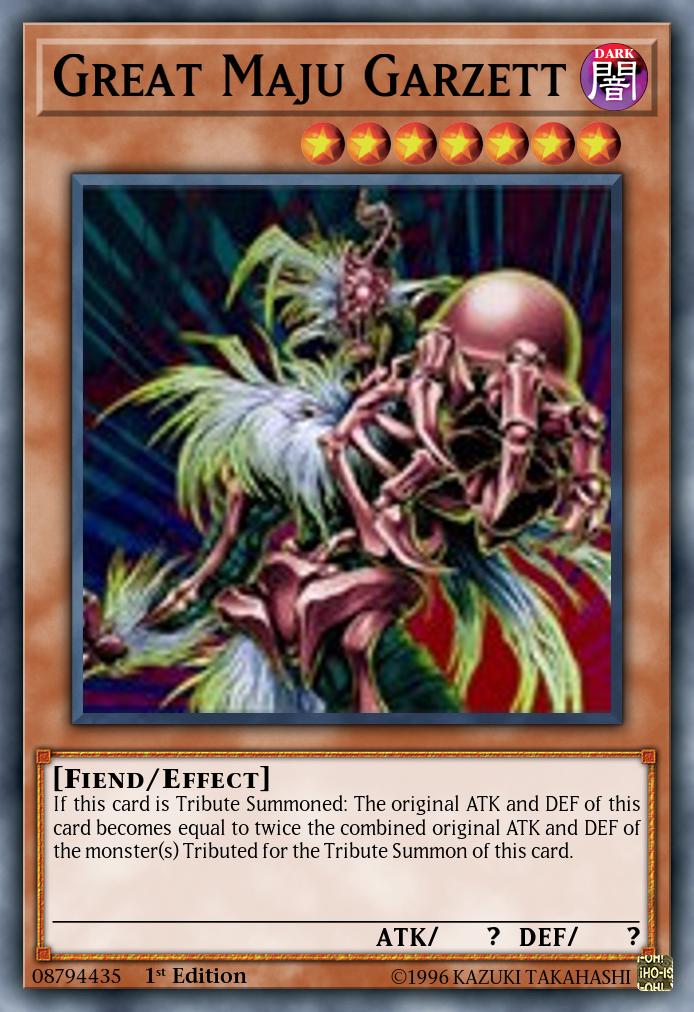 GREAT MAJU GARZETT
DARK
闇
[FIEND/EFFECT]
If this card is Tribute Summoned: The original ATK and DEF of this
card becomes equal to twice the combined original ATK and DEF of
the monster(s) Tributed for the Tribute Summon of this card.
ATK/ ? DEF/ ?
08794435 1st Edition ©1996 KAZUKI TAKAHASHI